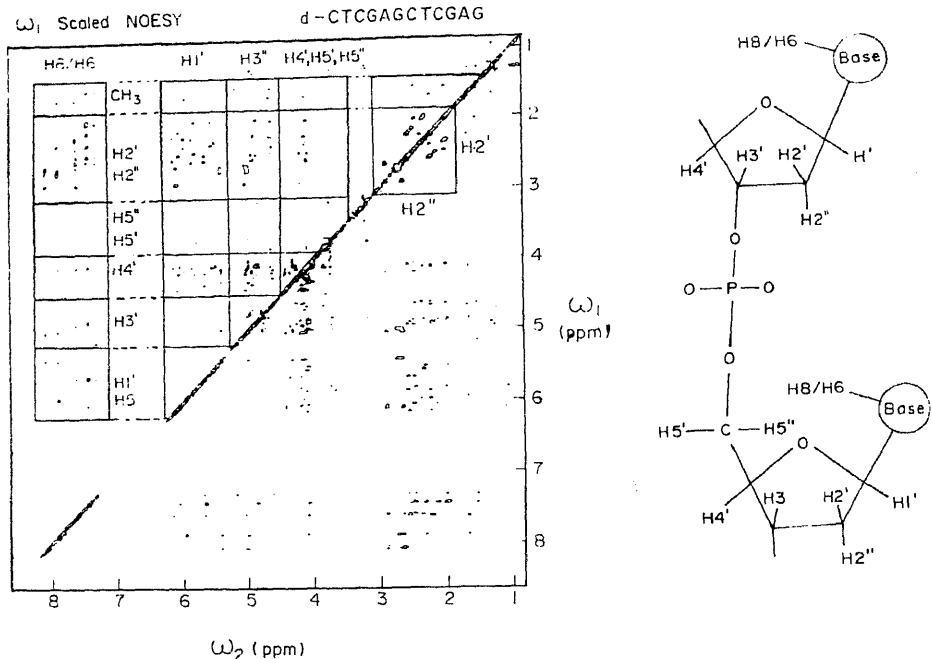 ω₁ Scaled NOESY
d-CTCGAGCTCGAG
H8/H6 H1' H3" H4',H5',H5"
CH₃
H2'
H2"
H5"
H5'
H4'
H3'
H1'
H5
H2'
H2"
1
2
3
4
5
6
7
8
ω₁
(ppm)
8 7 6 5 4 3 2 1
ω₂ (ppm)
H8/H6
Base
O
H4' H3' H2' H'
H2"
O
O—P—O
O
H8/H6
Base
H5'—C—H5" O
H4' H3 H2' H1'
H2"